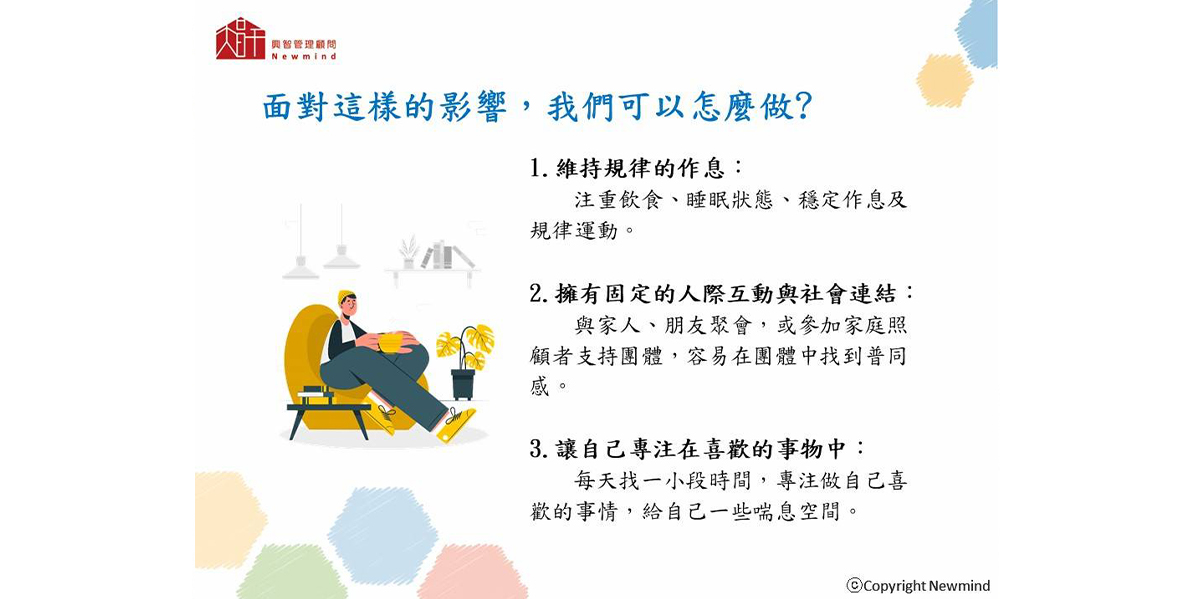 興智管理顧問
Newmind
面對這樣的影響，我們可以怎麼做?
1.維持規律的作息：
注重飲食、睡眠狀態、穩定作息及
規律運動。
2.擁有固定的人際互動與社會連結：
與家人、朋友聚會，或參加家庭照
顧者支持團體，容易在團體中找到普同
感。
3.讓自己專注在喜歡的事物中：
每天找一小段時間，專注做自己喜
歡的事情，給自己一些喘息空間。
ⓒCopyright Newmind